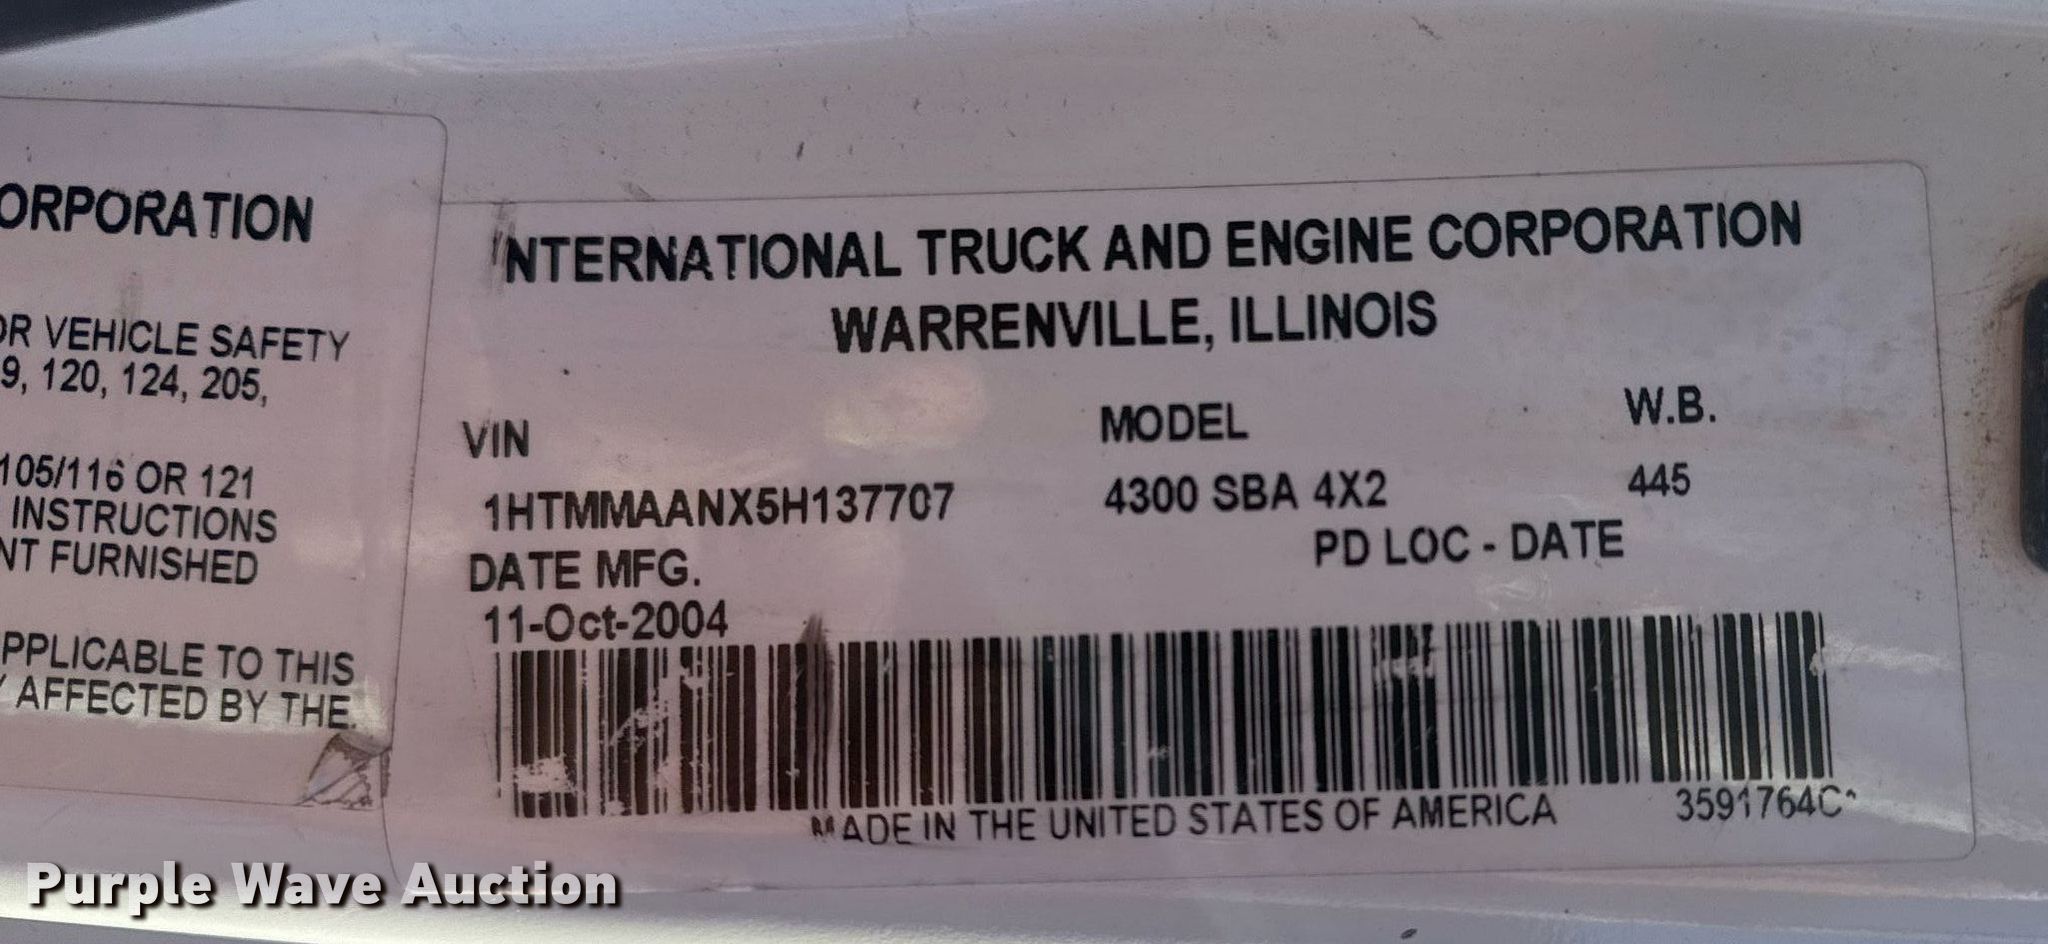 ORPORATION
OR VEHICLE SAFETY
9, 120, 124, 205,
105/116 OR 121
INSTRUCTIONS
NT FURNISHED
PPLICABLE TO THIS
Y AFFECTED BY THE
INTERNATIONAL TRUCK AND ENGINE CORPORATION
WARRENVILLE, ILLINOIS
VIN MODEL W.B.
1HTMMAANX5H137707 4300 SBA 4X2 445
DATE MFG. PD LOC - DATE
11-Oct-2004
MADE IN THE UNITED STATES OF AMERICA 3591764C1
Purple Wave Auction